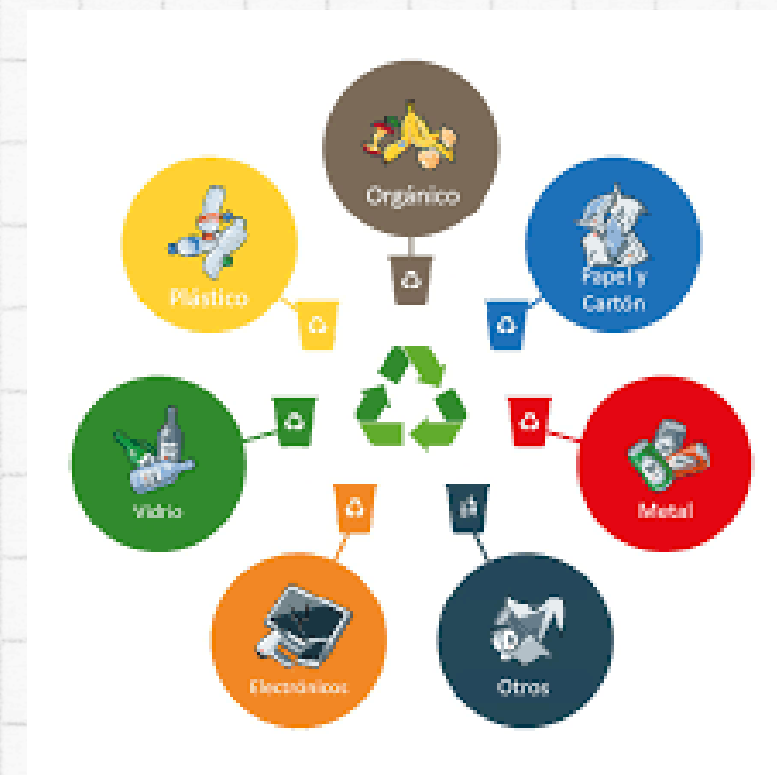 Orgánico
Plástico
Papel y
Cartón
Vidrio
Metal
Electrónicos
Otros